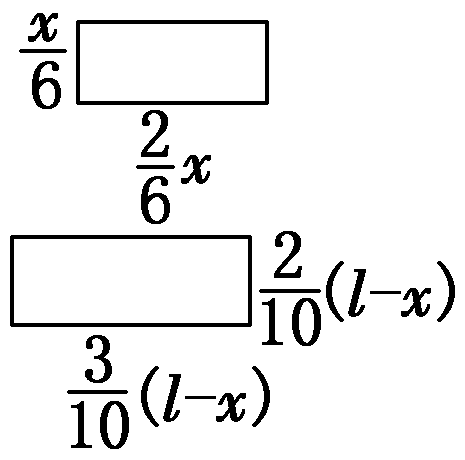 x/6
2/6 x
2/10 (l-x)
3/10 (l-x)